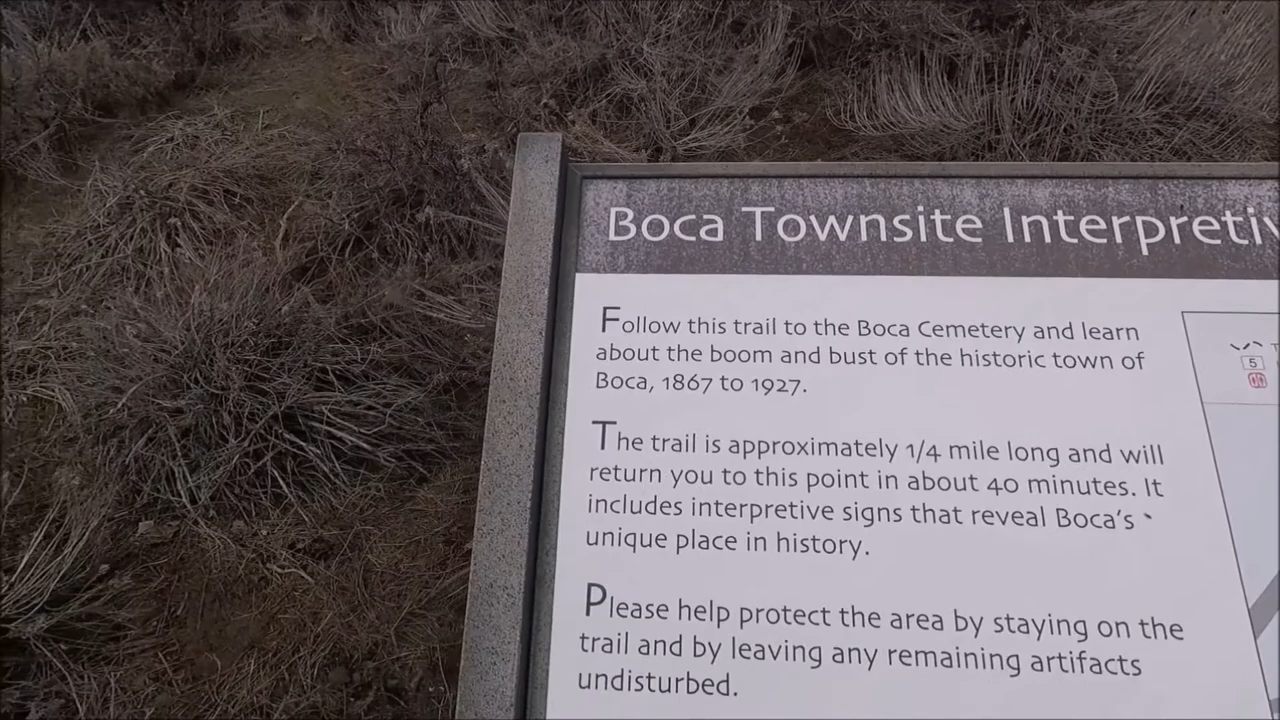 Boca Townsite
Follow this trail to the Boca Cemetery and learn
about the boom and bust of the historic town of
Boca, 1867 to 1927.
The trail is approximately 1/4 mile long and will
return you to this point in about 40 minutes. It
includes interpretive signs that reveal Boca's
unique place in history.
Please help protect the area by staying on the
trail and by leaving any remaining artifacts
undisturbed.
5